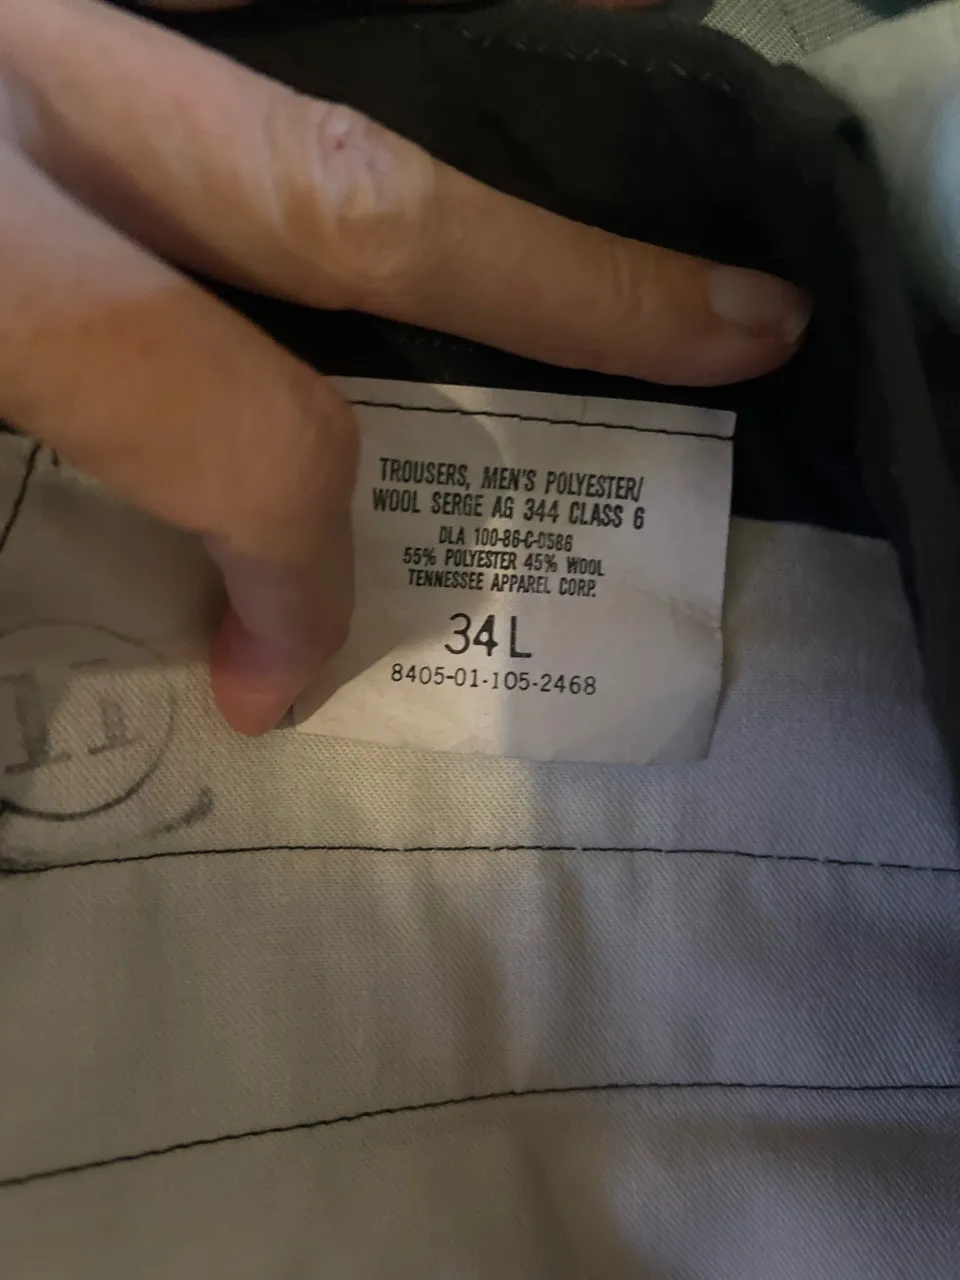 TROUSERS, MEN'S POLYESTER/
WOOL SERGE AG 344 CLASS 6
DLA 100-86-C-0586
55% POLYESTER 45% WOOL
TENNESSEE APPAREL CORP.
34 L
8405-01-105-2468